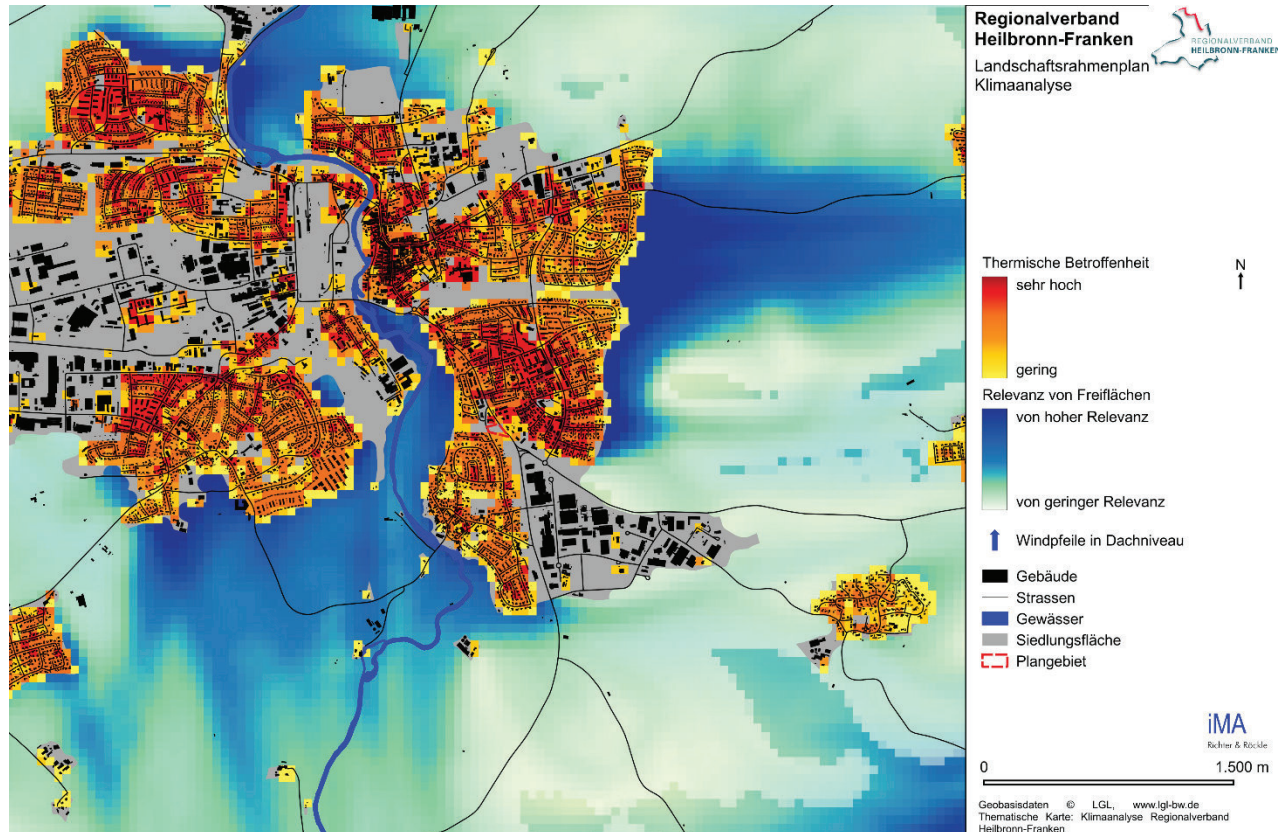 Regionalverband
Heilbronn-Franken
Landschaftsrahmenplan
Klimaanalyse
REGIONALVERBAND
HEILBRONN-FRANKEN
Thermische Betroffenheit
sehr hoch
gering
N
Relevanz von Freiflächen
von hoher Relevanz
von geringer Relevanz
Windpfeile in Dachniveau
Gebäude
Strassen
Gewässer
Siedlungsfläche
Plangebiet
iMA
Richter & Röckle
0 1.500 m
Geobasisdaten © LGL, www.lgl-bw.de
Thematische Karte: Klimaanalyse Regionalverband
Heilbronn-Franken